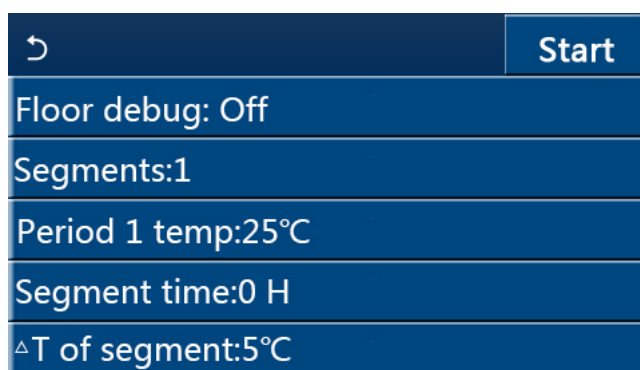 Start
Floor debug: Off
Segments:1
Period 1 temp:25℃
Segment time:0 H
△T of segment:5℃